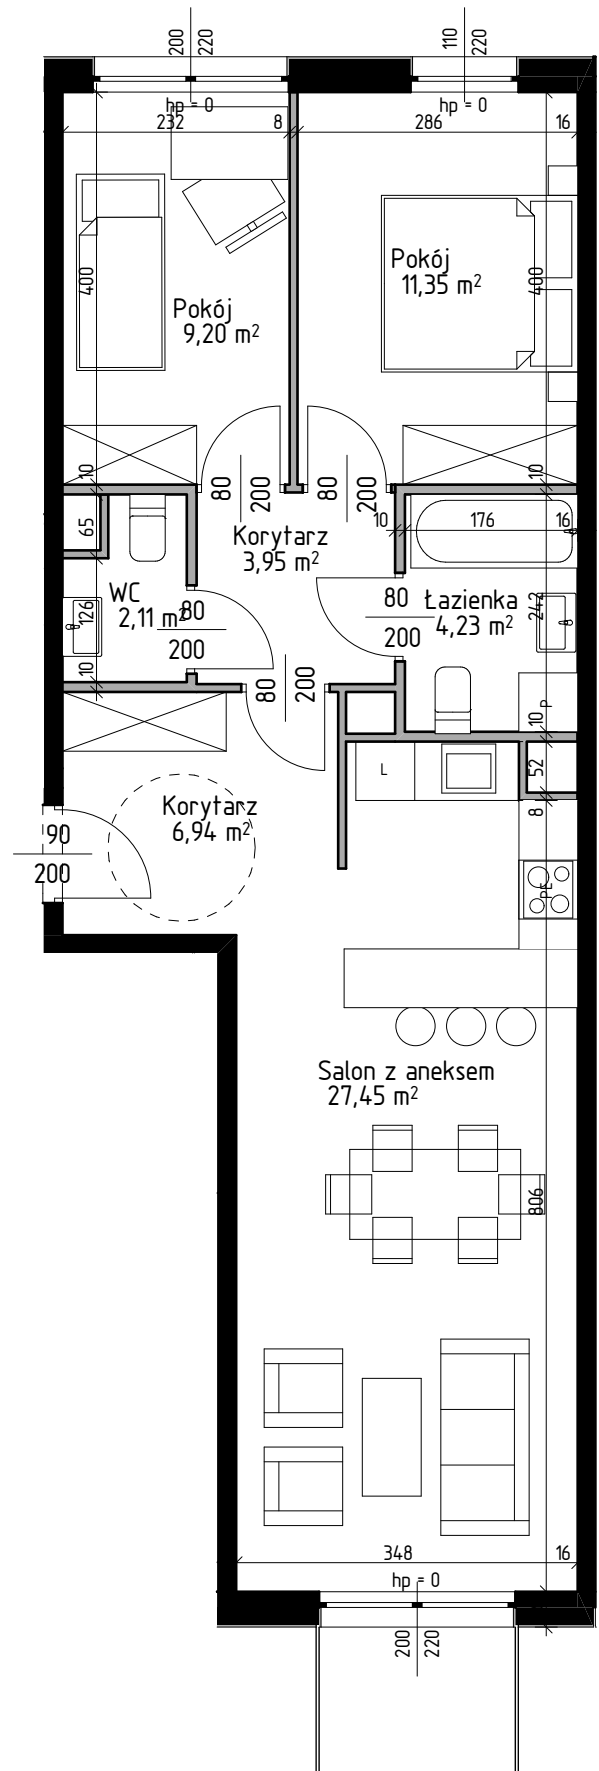 200
220
110
220
hp = 0
hp = 0
232
8
286
16
400
Pokój
9,20 m²
Pokój
11,35 m²
400
10
80
200
80
200
10
65
10
176
16
Korytarz
3,95 m²
WC
2,11 m²
126
80
200
80
200
Łazienka
4,23 m²
242
10
80
200
10
P
L
52
8
Korytarz
6,94 m²
90
200
PE
Salon z aneksem
27,45 m²
806
348
16
hp = 0
200
220